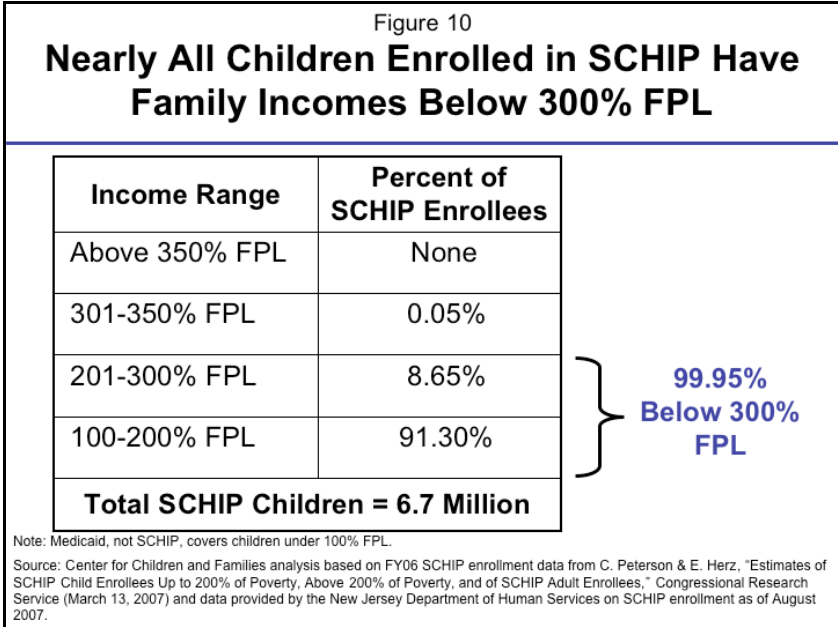 Figure 10
Nearly All Children Enrolled in SCHIP Have
Family Incomes Below 300% FPL
Income Range
Percent of
SCHIP Enrollees
Above 350% FPL
None
301-350% FPL
0.05%
201-300% FPL
8.65%
100-200% FPL
91.30%
99.95%
Below 300%
FPL
Total SCHIP Children = 6.7 Million
Note: Medicaid, not SCHIP, covers children under 100% FPL.
Source: Center for Children and Families analysis based on FY06 SCHIP enrollment data from C. Peterson & E. Herz, "Estimates of
SCHIP Child Enrollees Up to 200% of Poverty, Above 200% of Poverty, and of SCHIP Adult Enrollees," Congressional Research
Service (March 13, 2007) and data provided by the New Jersey Department of Human Services on SCHIP enrollment as of August
2007.